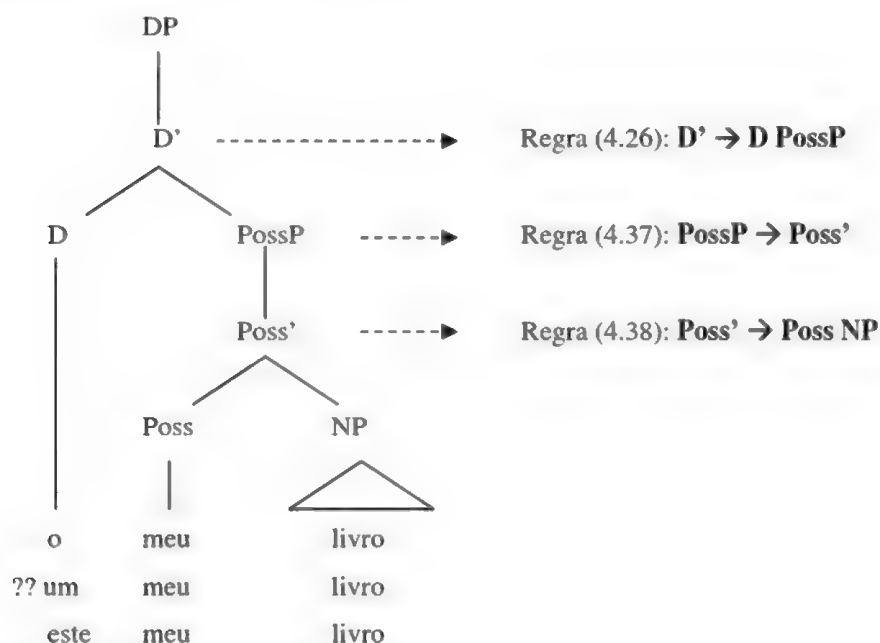 DP
D’ Regra (4.26): D’ → D PossP
D PossP Regra (4.37): PossP → Poss’
Poss’ Regra (4.38): Poss’ → Poss NP
Poss NP
o meu livro
?? um meu livro
este meu livro